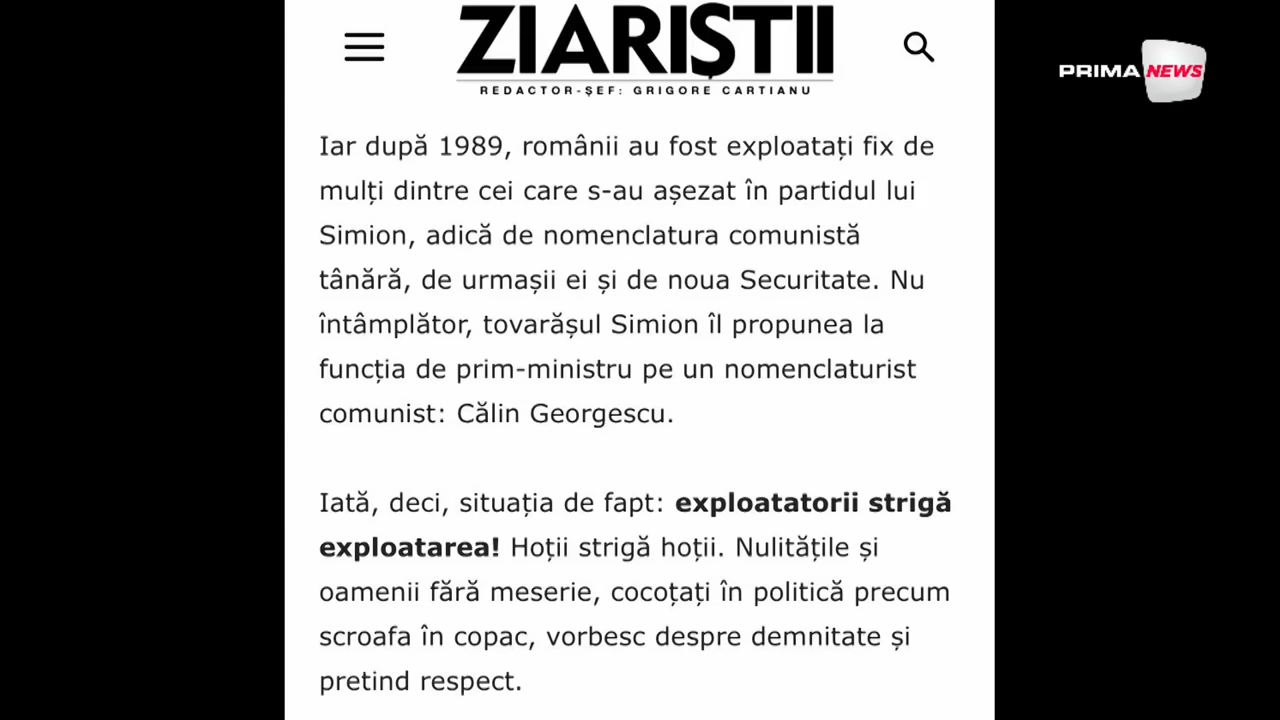 ZIARIȘTII
REDACTOR-ȘEF: GRIGORE CARTIANU
PRIMA NEWS
Iar după 1989, românii au fost exploatați fix de
mulți dintre cei care s-au așezat în partidul lui
Simion, adică de nomenclatura comunistă
tânără, de urmașii ei și de noua Securitate. Nu
întâmplător, tovarășul Simion îl propunea la
funcția de prim-ministru pe un nomenclaturist
comunist: Călin Georgescu.
Iată, deci, situația de fapt: exploatatorii strigă
exploatarea! Hoții strigă hoții. Nulitățile și
oamenii fără meserie, cocoțați în politică precum
scroafa în copac, vorbesc despre demnitate și
pretind respect.